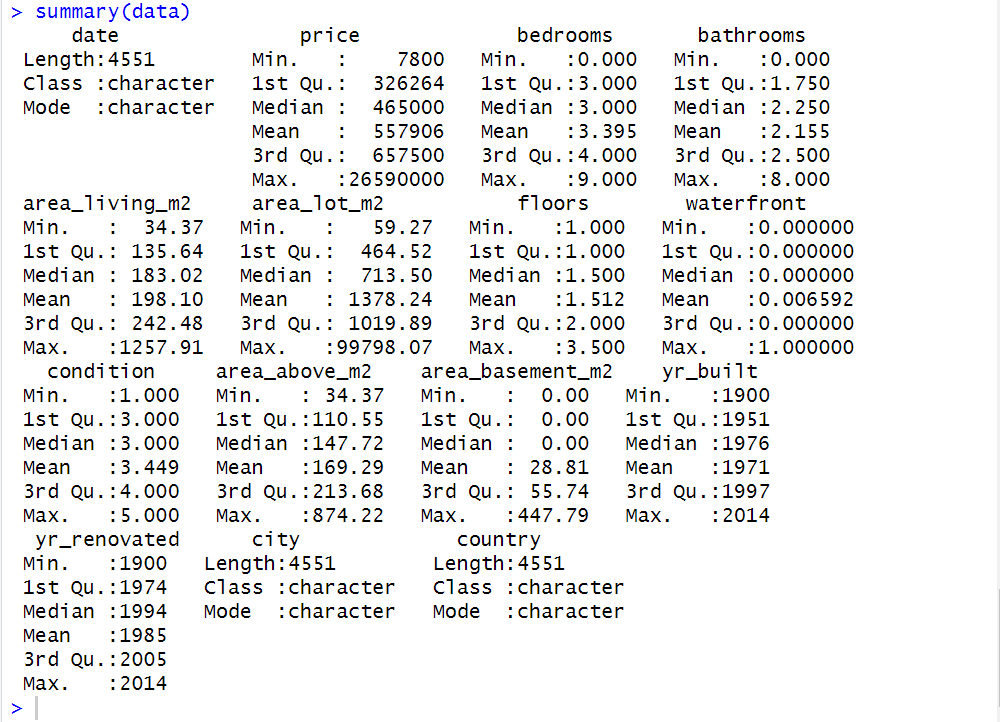 > summary(data)
     date               price             bedrooms       bathrooms
 Length:4551        Min.   :    7800   Min.   :0.000   Min.   :0.000
 Class :character   1st Qu.:  326264   1st Qu.:3.000   1st Qu.:1.750
 Mode  :character   Median :  465000   Median :3.000   Median :2.250
                    Mean   :  557906   Mean   :3.395   Mean   :2.155
                    3rd Qu.:  657500   3rd Qu.:4.000   3rd Qu.:2.500
                    Max.   :26590000   Max.   :9.000   Max.   :8.000
 area_living_m2     area_lot_m2           floors        waterfront
 Min.   :  34.37   Min.   :   59.27   Min.   :1.000   Min.   :0.000000
 1st Qu.: 135.64   1st Qu.:  464.52   1st Qu.:1.000   1st Qu.:0.000000
 Median : 183.02   Median :  713.50   Median :1.500   Median :0.000000
 Mean   : 198.10   Mean   : 1378.24   Mean   :1.512   Mean   :0.006592
 3rd Qu.: 242.48   3rd Qu.: 1019.89   3rd Qu.:2.000   3rd Qu.:0.000000
 Max.   :1257.91   Max.   :99798.07   Max.   :3.500   Max.   :1.000000
   condition     area_above_m2    area_basement_m2    yr_built
 Min.   :1.000   Min.   : 34.37   Min.   :  0.00   Min.   :1900
 1st Qu.:3.000   1st Qu.:110.55   1st Qu.:  0.00   1st Qu.:1951
 Median :3.000   Median :147.72   Median :  0.00   Median :1976
 Mean   :3.449   Mean   :169.29   Mean   : 28.81   Mean   :1971
 3rd Qu.:4.000   3rd Qu.:213.68   3rd Qu.: 55.74   3rd Qu.:1997
 Max.   :5.000   Max.   :874.22   Max.   :447.79   Max.   :2014
  yr_renovated      city             country
 Min.   :1900   Length:4551        Length:4551
 1st Qu.:1974   Class :character   Class :character
 Median :1994   Mode  :character   Mode  :character
 Mean   :1985
 3rd Qu.:2005
 Max.   :2014
>